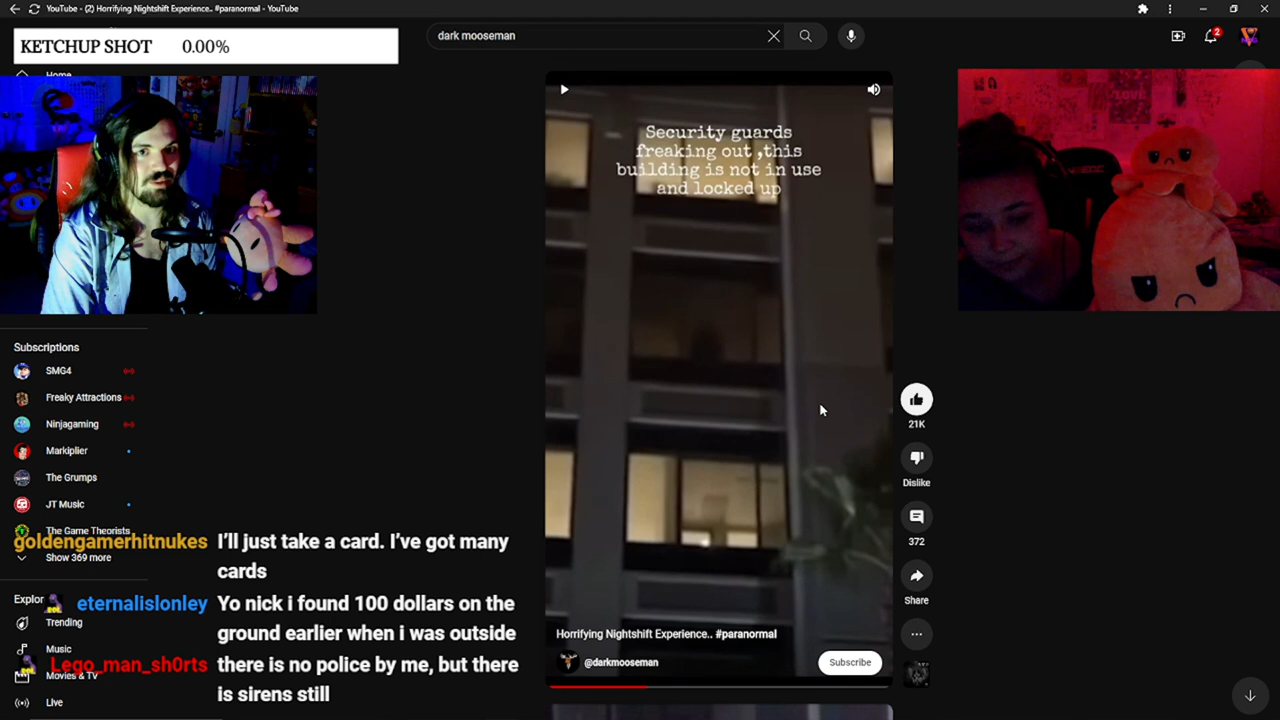 YouTube - (2) Horrifying Nightshift Experience.. #paranormal - YouTube
KETCHUP SHOT 0.00%
dark mooseman
2
Home
LOVE
Security guards
freaking out ,this
building is not in use
and locked up
Subscriptions
SMG4
Freaky Attractions
Ninjagaming
Markiplier
The Grumps
JT Music
The Game Theorists
Show 369 more
Explor
Trending
Music
Movies & TV
Live
goldengamerhitnukes I'll just take a card. I've got many
cards
eternalislonley Yo nick i found 100 dollars on the
ground earlier when i was outside
Lego_man_sh0rts there is no police by me, but there
is sirens still
21K
Dislike
372
Share
Horrifying Nightshift Experience.. #paranormal
@darkmooseman
Subscribe